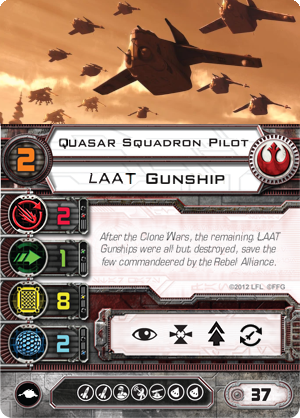 Quasar Squadron Pilot
2
LAAT Gunship
2
After the Clone Wars, the remaining LAAT
Gunships were all but destroyed, save the
few commandeered by the Rebel Alliance.
1
©2012 LFL ©FFG
8
2
37